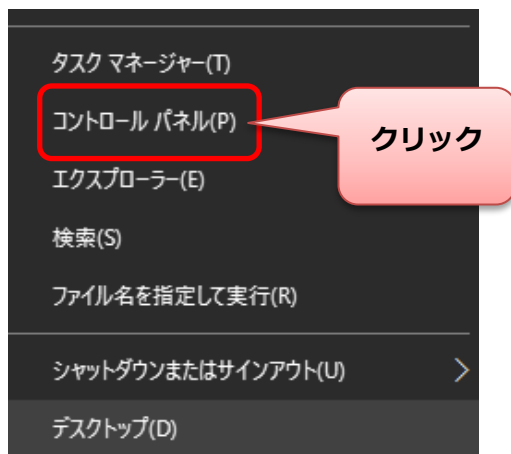 タスク マネージャー(T)
コントロール パネル(P)
クリック
エクスプローラー(E)
検索(S)
ファイル名を指定して実行(R)
シャットダウンまたはサインアウト(U)
デスクトップ(D)